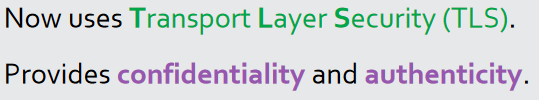 Now uses Transport Layer Security (TLS).
Provides confidentiality and authenticity.